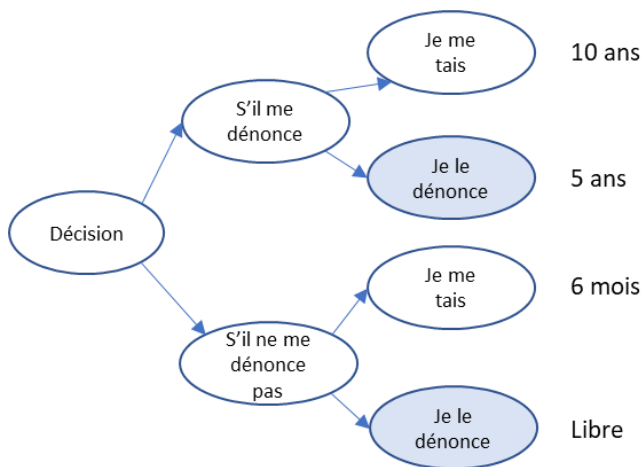 Je me
tais
10 ans
S'il me
dénonce
Je le
dénonce
5 ans
Décision
Je me
tais
6 mois
S'il ne me
dénonce
pas
Je le
dénonce
Libre